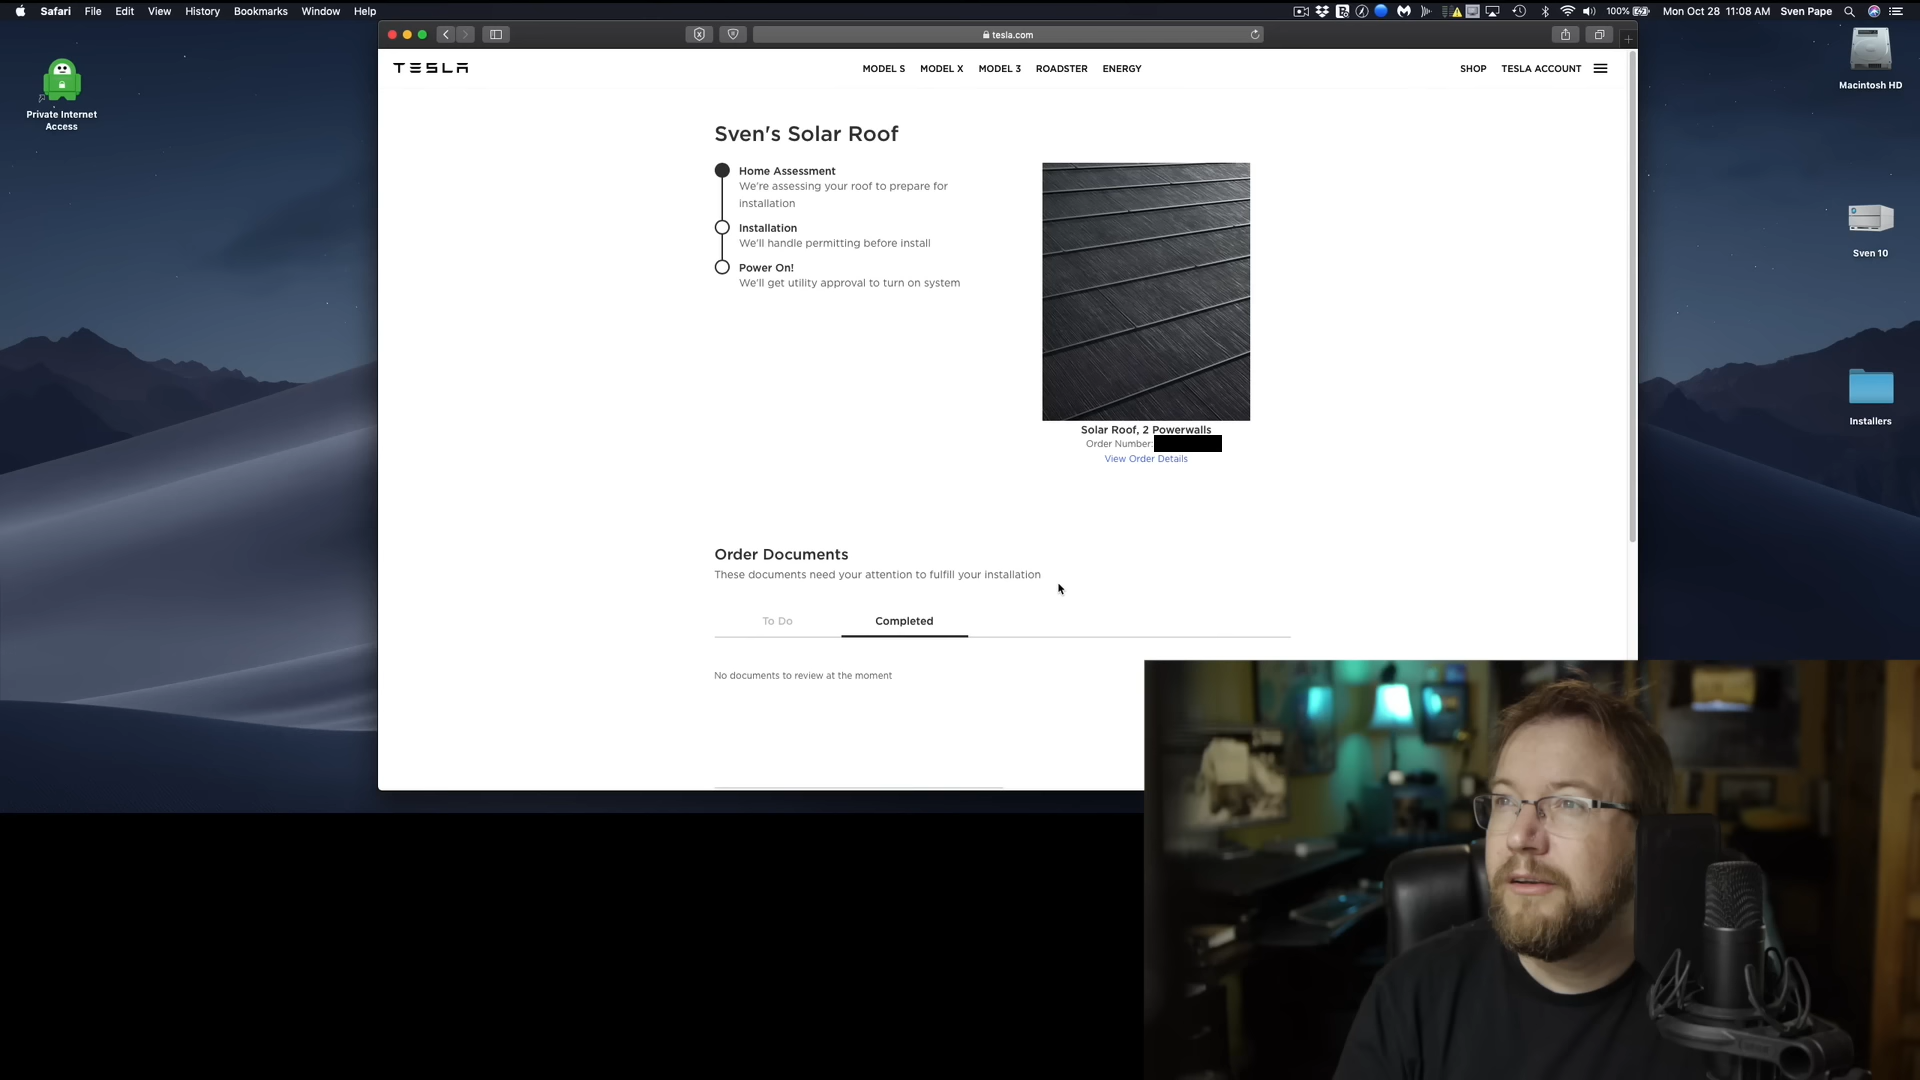 Safari File Edit View History Bookmarks Window Help
100% Mon Oct 28 11:08 AM Sven Pape
tesla.com
TESLA
MODEL S MODEL X MODEL 3 ROADSTER ENERGY
SHOP TESLA ACCOUNT
Private Internet
Access
Macintosh HD
Sven 10
Installers
Sven's Solar Roof
Home Assessment
We're assessing your roof to prepare for
installation
Installation
We'll handle permitting before install
Power On!
We'll get utility approval to turn on system
Solar Roof, 2 Powerwalls
Order Number:
View Order Details
Order Documents
These documents need your attention to fulfill your installation
To Do Completed
No documents to review at the moment